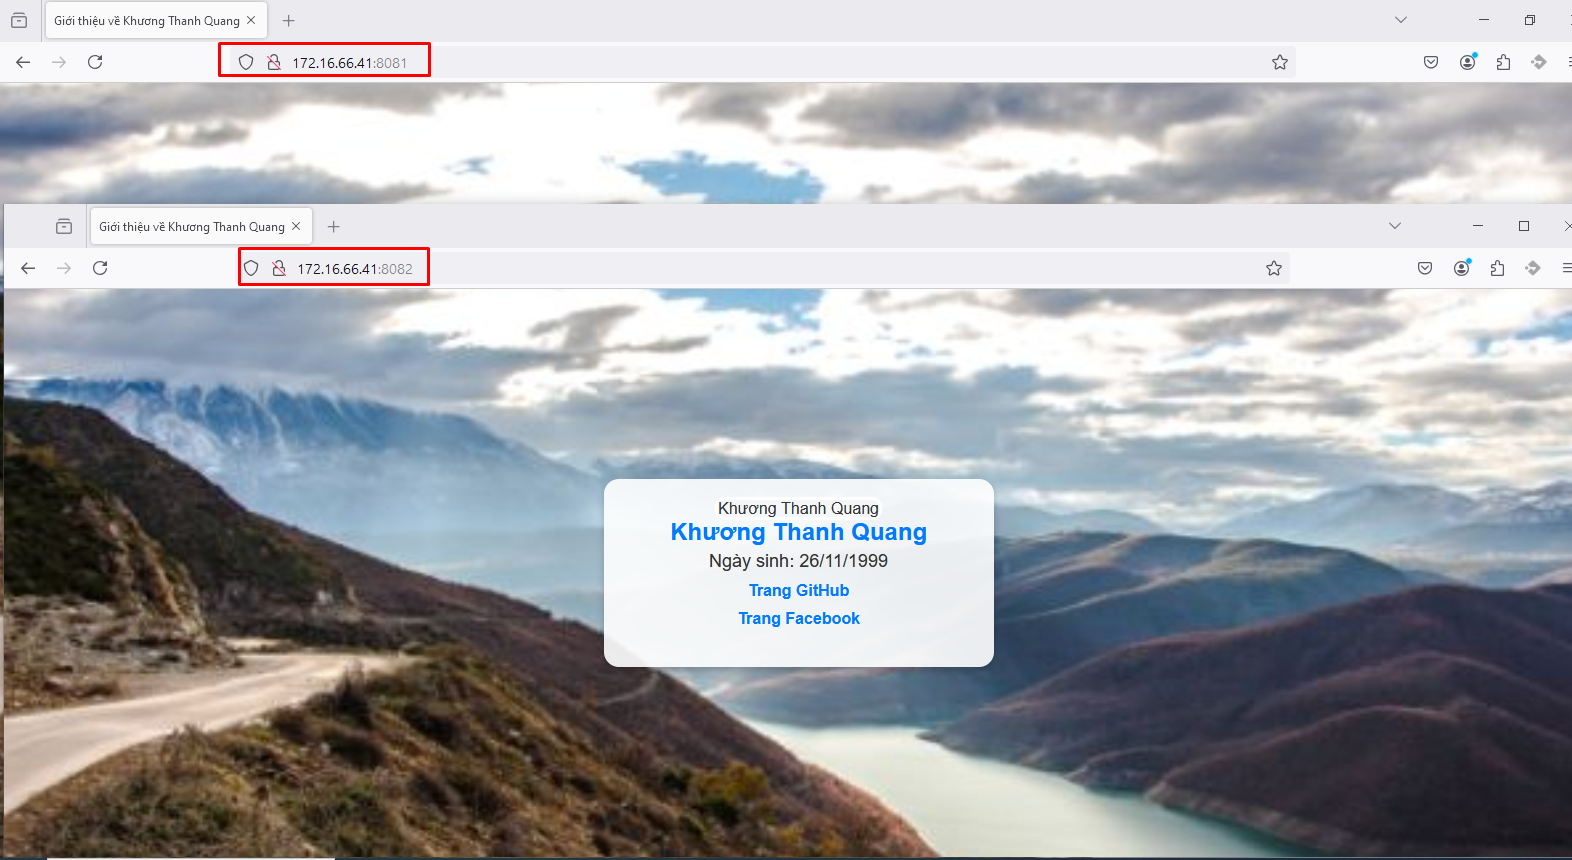 Giới thiệu về Khương Thanh Quang
172.16.66.41:8081
Giới thiệu về Khương Thanh Quang
172.16.66.41:8082
Khương Thanh Quang
Khương Thanh Quang
Ngày sinh: 26/11/1999
Trang GitHub
Trang Facebook